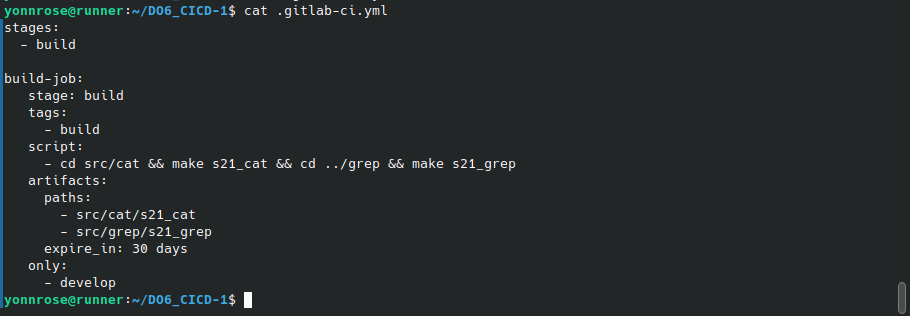 yonnrose@runner:~/DO6_CICD-1$ cat .gitlab-ci.yml
stages:
  - build

build-job:
   stage: build
   tags:
     - build
   script:
     - cd src/cat && make s21_cat && cd ../grep && make s21_grep
   artifacts:
     paths:
       - src/cat/s21_cat
       - src/grep/s21_grep
     expire_in: 30 days
   only:
     - develop
yonnrose@runner:~/DO6_CICD-1$